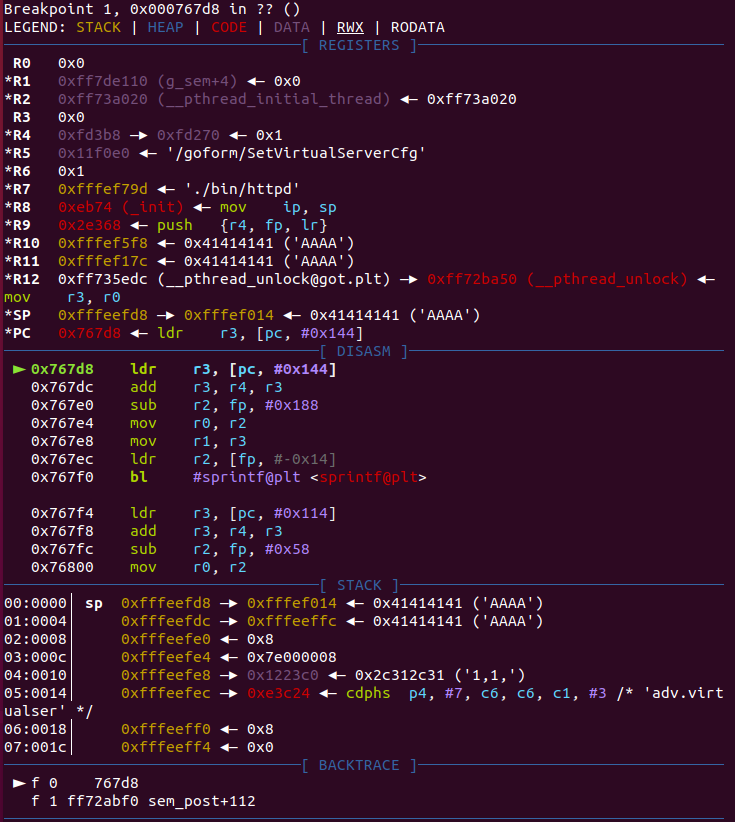 Breakpoint 1, 0x000767d8 in ?? ()
LEGEND: STACK | HEAP | CODE | DATA | RWX | RODATA
[ REGISTERS ]
R0 0x0
*R1 0xff7de110 (g_sem+4) ◂— 0x0
*R2 0xff73a020 (__pthread_initial_thread) ◂— 0xff73a020
R3 0x0
*R4 0xfd3b8 —▸ 0xfd270 ◂— 0x1
*R5 0x11f0e0 ◂— '/goform/SetVirtualServerCfg'
*R6 0x1
*R7 0xfffef79d ◂— './bin/httpd'
*R8 0xeb74 (_init) ◂— mov ip, sp
*R9 0x2e368 ◂— push {r4, fp, lr}
*R10 0xfffef5f8 ◂— 0x41414141 ('AAAA')
*R11 0xfffef17c ◂— 0x41414141 ('AAAA')
*R12 0xff735edc (__pthread_unlock@got.plt) —▸ 0xff72ba50 (__pthread_unlock) ◂—
mov r3, r0
*SP 0xfffeefd8 —▸ 0xfffef014 ◂— 0x41414141 ('AAAA')
*PC 0x767d8 ◂— ldr r3, [pc, #0x144]
[ DISASM ]
► 0x767d8 ldr r3, [pc, #0x144]
0x767dc add r3, r4, r3
0x767e0 sub r2, fp, #0x188
0x767e4 mov r0, r2
0x767e8 mov r1, r3
0x767ec ldr r2, [fp, #-0x14]
0x767f0 bl #sprintf@plt <sprintf@plt>
0x767f4 ldr r3, [pc, #0x114]
0x767f8 add r3, r4, r3
0x767fc sub r2, fp, #0x58
0x76800 mov r0, r2
[ STACK ]
00:0000│ sp 0xfffeefd8 —▸ 0xfffef014 ◂— 0x41414141 ('AAAA')
01:0004│ 0xfffeefdc —▸ 0xfffeeffc ◂— 0x41414141 ('AAAA')
02:0008│ 0xfffeefe0 ◂— 0x8
03:000c│ 0xfffeefe4 ◂— 0x7e000008
04:0010│ 0xfffeefe8 —▸ 0x1223c0 ◂— 0x2c312c31 ('1,1,')
05:0014│ 0xfffeefec —▸ 0xe3c24 ◂— cdphs p4, #7, c6, c6, c1, #3 /* 'adv.virt
ualser' */
06:0018│ 0xfffeeff0 ◂— 0x8
07:001c│ 0xfffeeff4 ◂— 0x0
[ BACKTRACE ]
► f 0 767d8
f 1 ff72abf0 sem_post+112